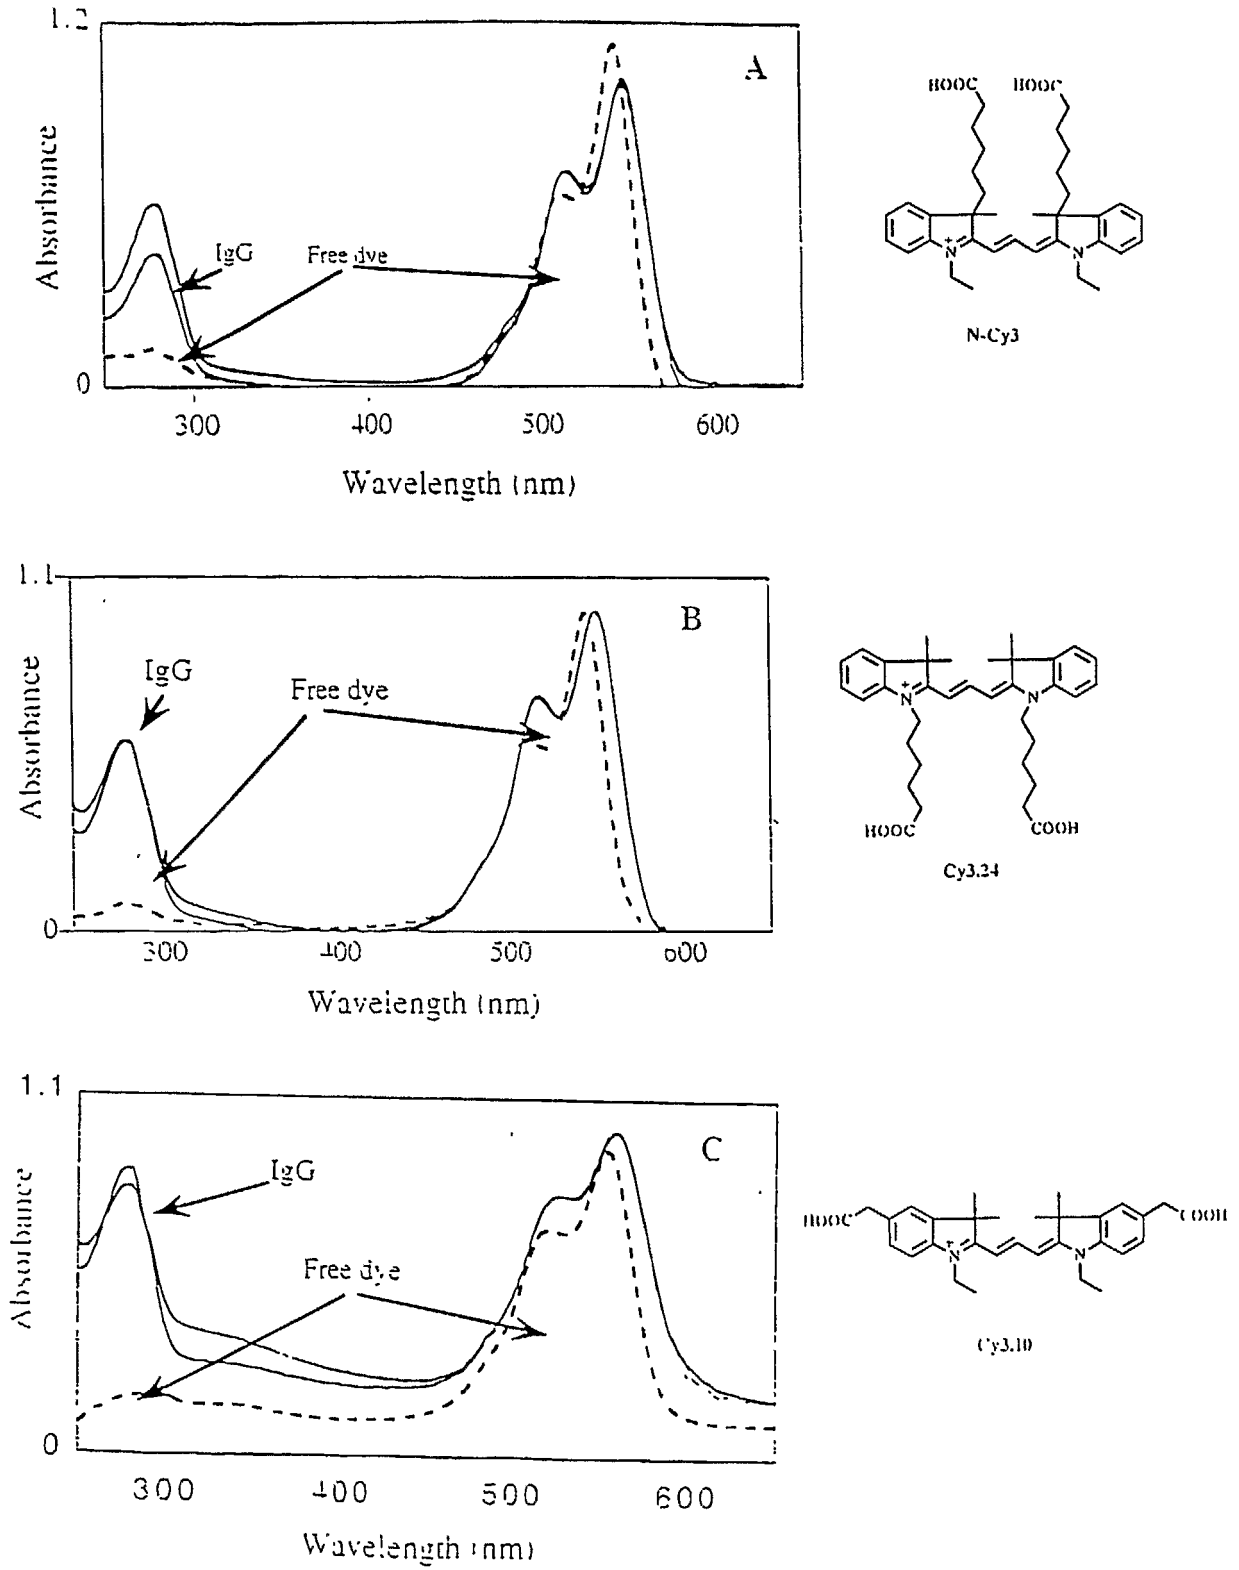 1.2
A
Absorbance
IgG
Free dye
0
300 400 500 600
Wavelength (nm)
HOOC HOOC
N+ N
N-Cy3
1.1
B
Absorbance
IgG
Free dye
0
300 400 500 600
Wavelength (nm)
N+ N
HOOC COOH
Cy3.24
1.1
C
Absorbance
IgG
Free dye
0
300 400 500 600
Wavelength (nm)
HOOC COOH
N+ N
Cy3.10